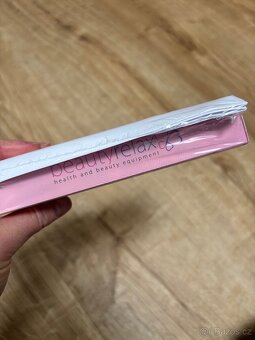 beautyrelax
health and beauty equipment
Bazos.cz